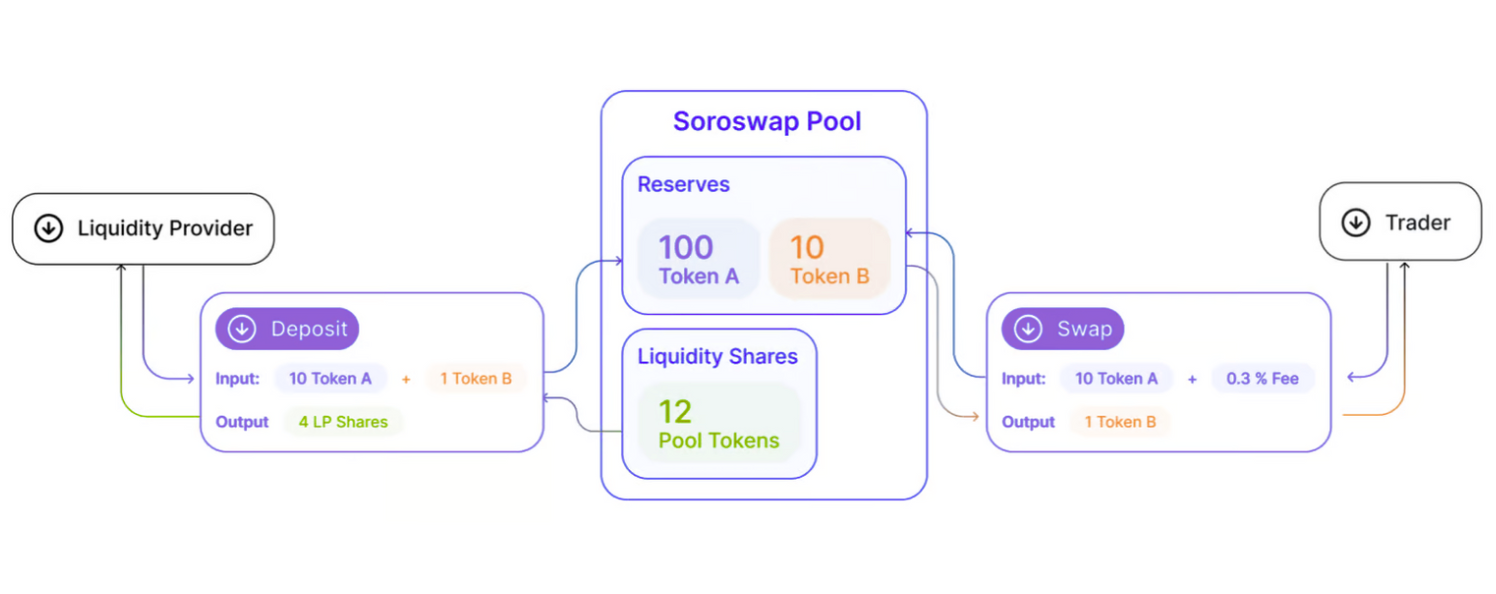 Soroswap Pool
Reserves
100
Token A
10
Token B
Liquidity Shares
12
Pool Tokens
Liquidity Provider
Deposit
Input: 10 Token A + 1 Token B
Output 4 LP Shares
Trader
Swap
Input: 10 Token A + 0.3 % Fee
Output 1 Token B